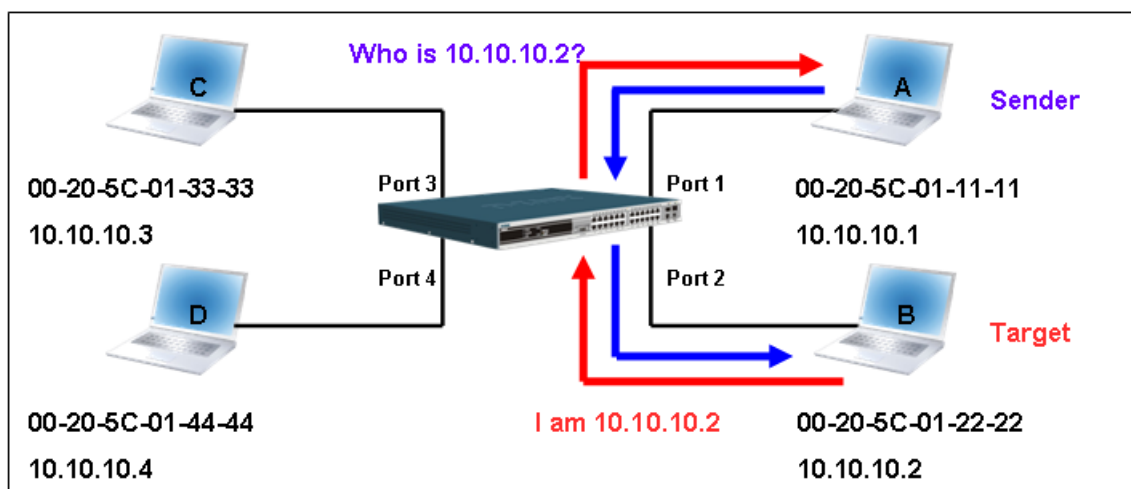 Who is 10.10.10.2?
C
A
Sender
00-20-5C-01-33-33
Port 3
Port 1
00-20-5C-01-11-11
10.10.10.3
10.10.10.1
Port 4
Port 2
D
B
Target
00-20-5C-01-44-44
I am 10.10.10.2
00-20-5C-01-22-22
10.10.10.4
10.10.10.2